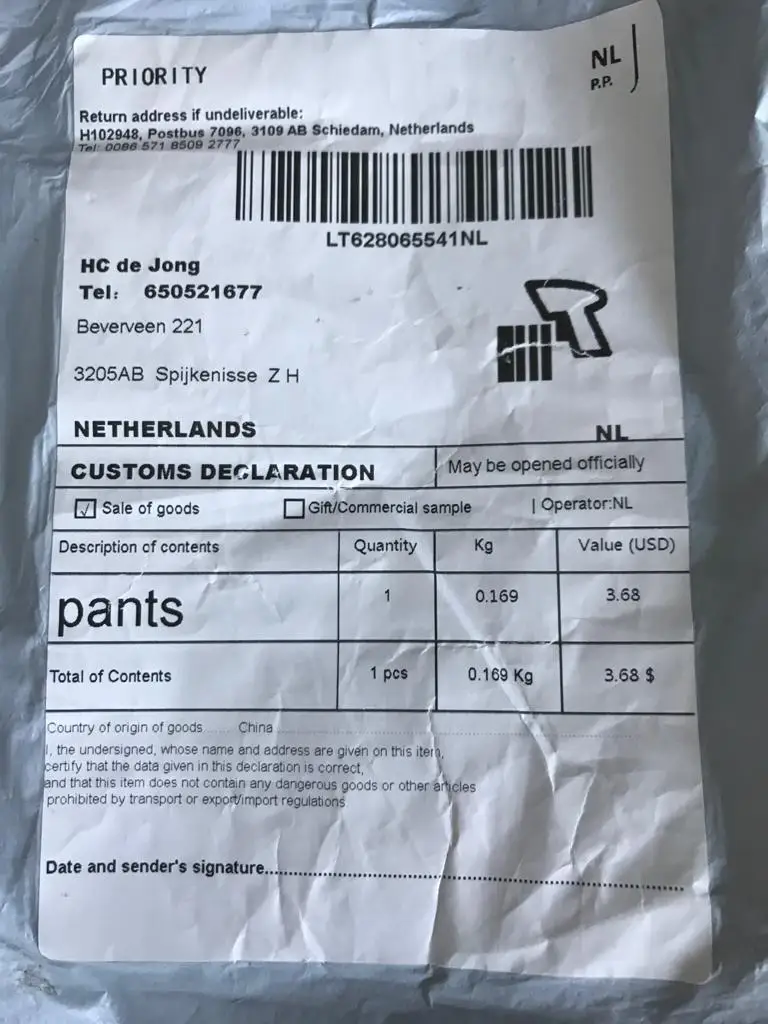 PRIORITY
NL
P.P.
Return address if undeliverable:
H102948, Postbus 7096, 3109 AB Schiedam, Netherlands
Tel: 0086 571 8509 2777
LT628065541NL
HC de Jong
Tel: 650521677
Beverveen 221
3205AB Spijkenisse Z H
NETHERLANDS NL
CUSTOMS DECLARATION May be opened officially
Sale of goods Gift/Commercial sample | Operator:NL
Description of contents Quantity Kg Value (USD)
pants 1 0.169 3.68
Total of Contents 1 pcs 0.169 Kg 3.68 $
Country of origin of goods...... China
I, the undersigned, whose name and address are given on this item,
certify that the data given in this declaration is correct,
and that this item does not contain any dangerous goods or other articles
prohibited by transport or export/import regulations
Date and sender's signature......